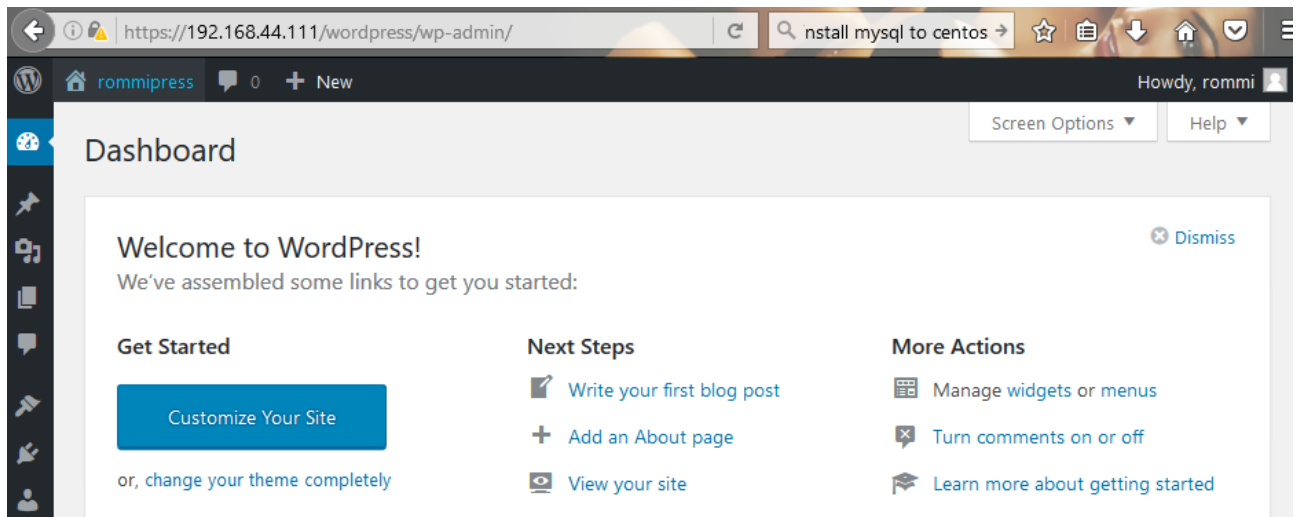 https://192.168.44.111/wordpress/wp-admin/ nstall mysql to centos
rommipress 0 New Howdy, rommi
Screen Options Help
Dashboard
Welcome to WordPress!
Dismiss
We've assembled some links to get you started:
Get Started
Customize Your Site
or, change your theme completely
Next Steps
Write your first blog post
Add an About page
View your site
More Actions
Manage widgets or menus
Turn comments on or off
Learn more about getting started